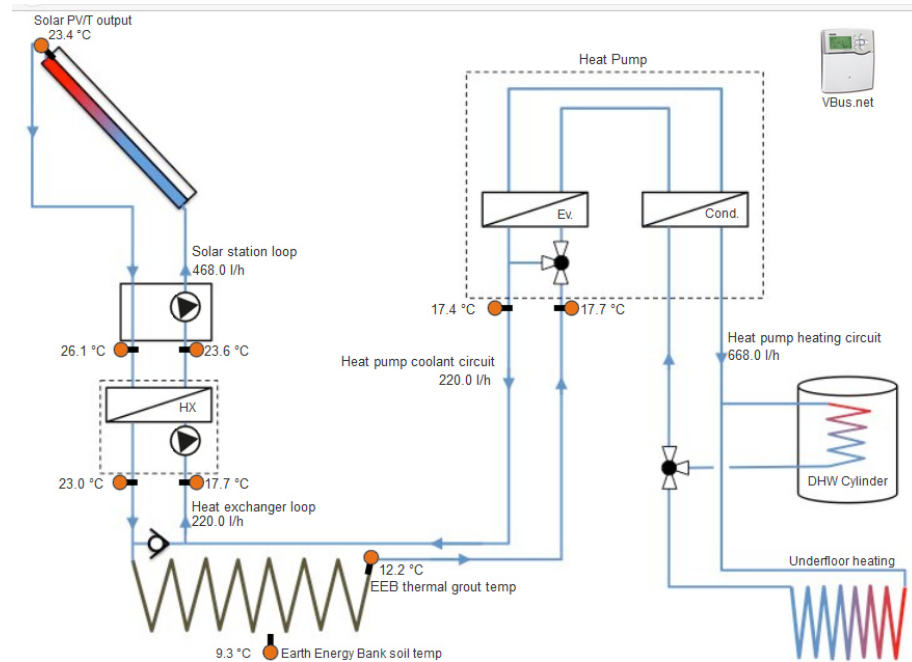 Solar PV/T output
23.4 °C
Heat Pump
VBus.net
Ev.
Cond.
Solar station loop
468.0 l/h
17.4 °C
17.7 °C
26.1 °C
23.6 °C
Heat pump coolant circuit
220.0 l/h
Heat pump heating circuit
668.0 l/h
HX
23.0 °C
17.7 °C
DHW Cylinder
Heat exchanger loop
220.0 l/h
12.2 °C
EEB thermal grout temp
Underfloor heating
9.3 °C
Earth Energy Bank soil temp